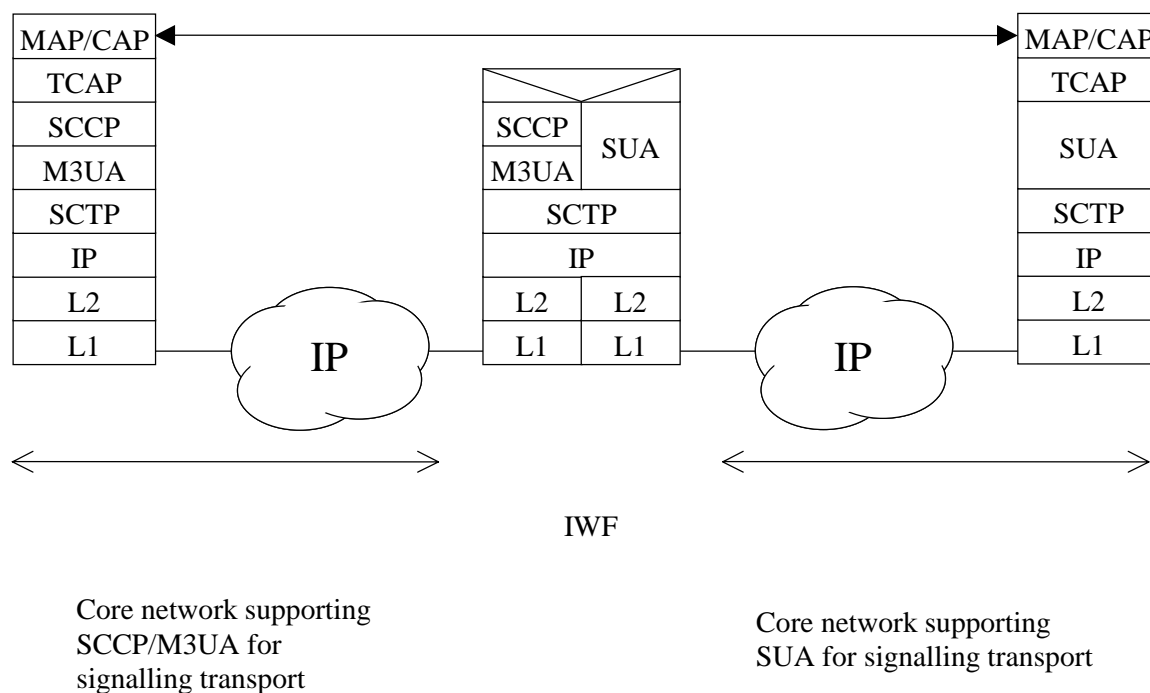 MAP/CAP
TCAP
SCCP
M3UA
SCTP
IP
L2
L1
IP
SCCP
M3UA
SUA
SCTP
IP
L2
L2
L1
L1
IP
MAP/CAP
TCAP
SUA
SCTP
IP
L2
L1
IWF
Core network supporting
SCCP/M3UA for
signalling transport
Core network supporting
SUA for signalling transport